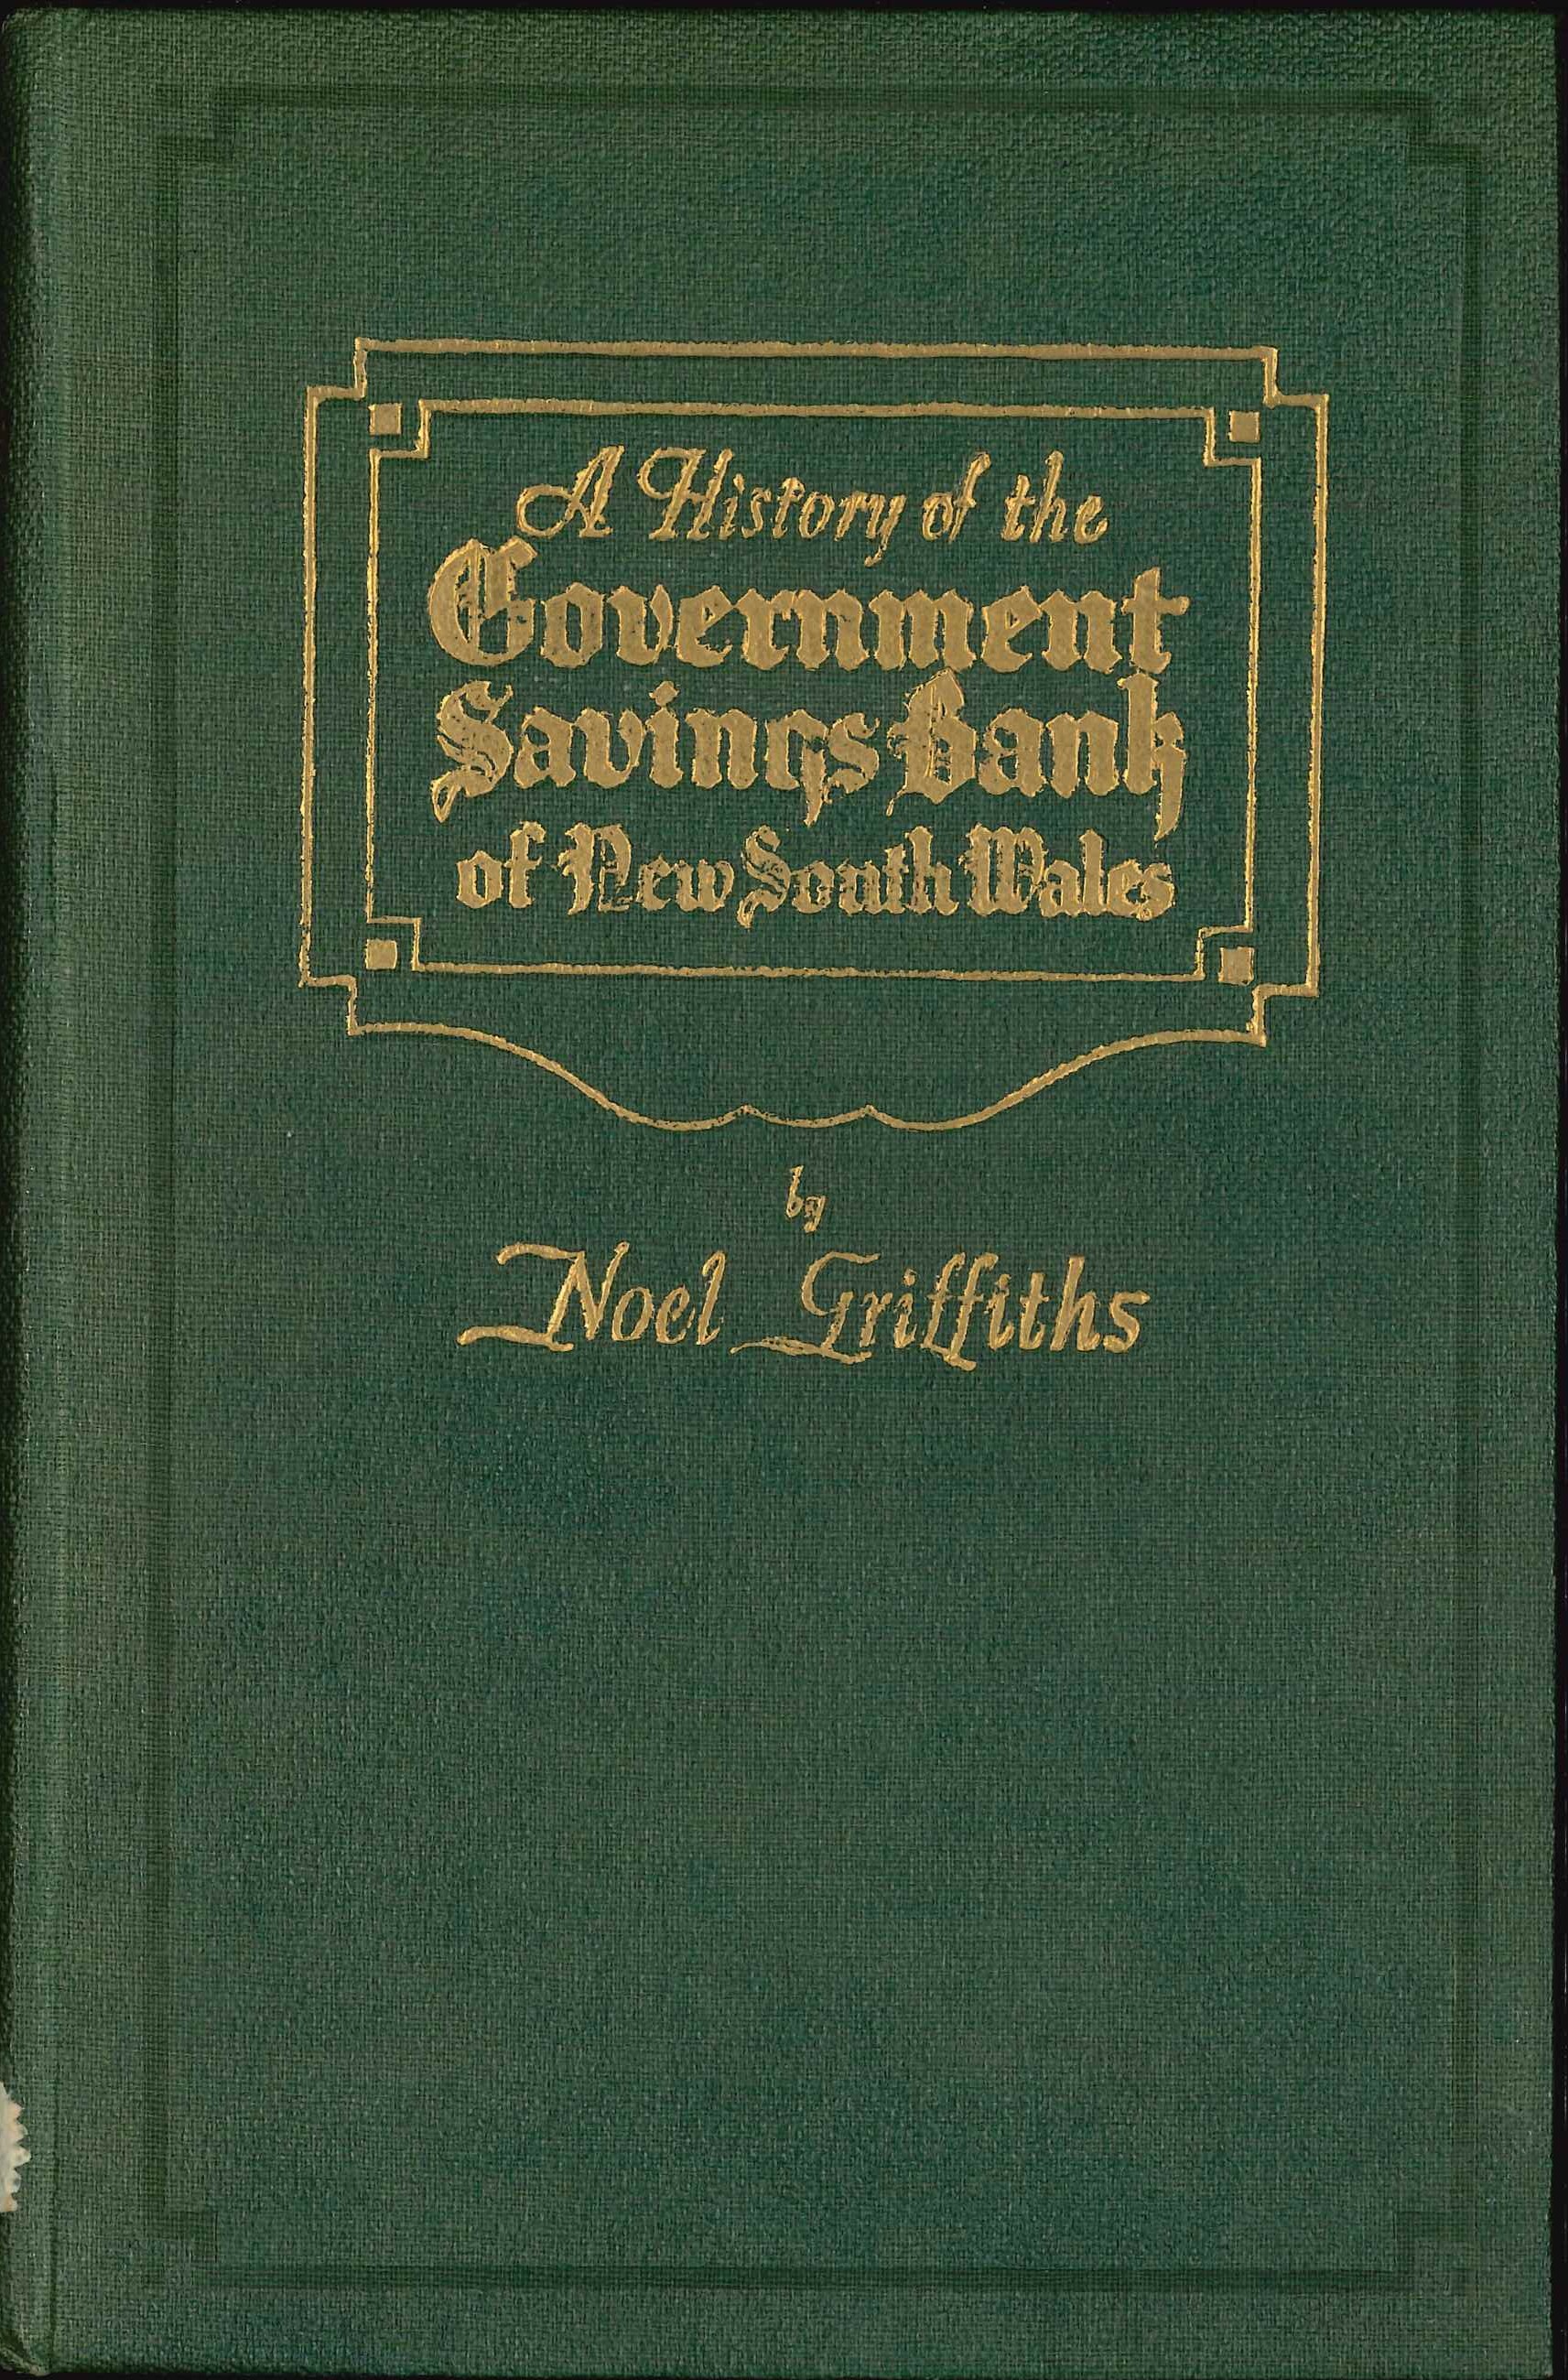 A History of the
Government
Savings Bank
of New South Wales
by
Noel Griffiths